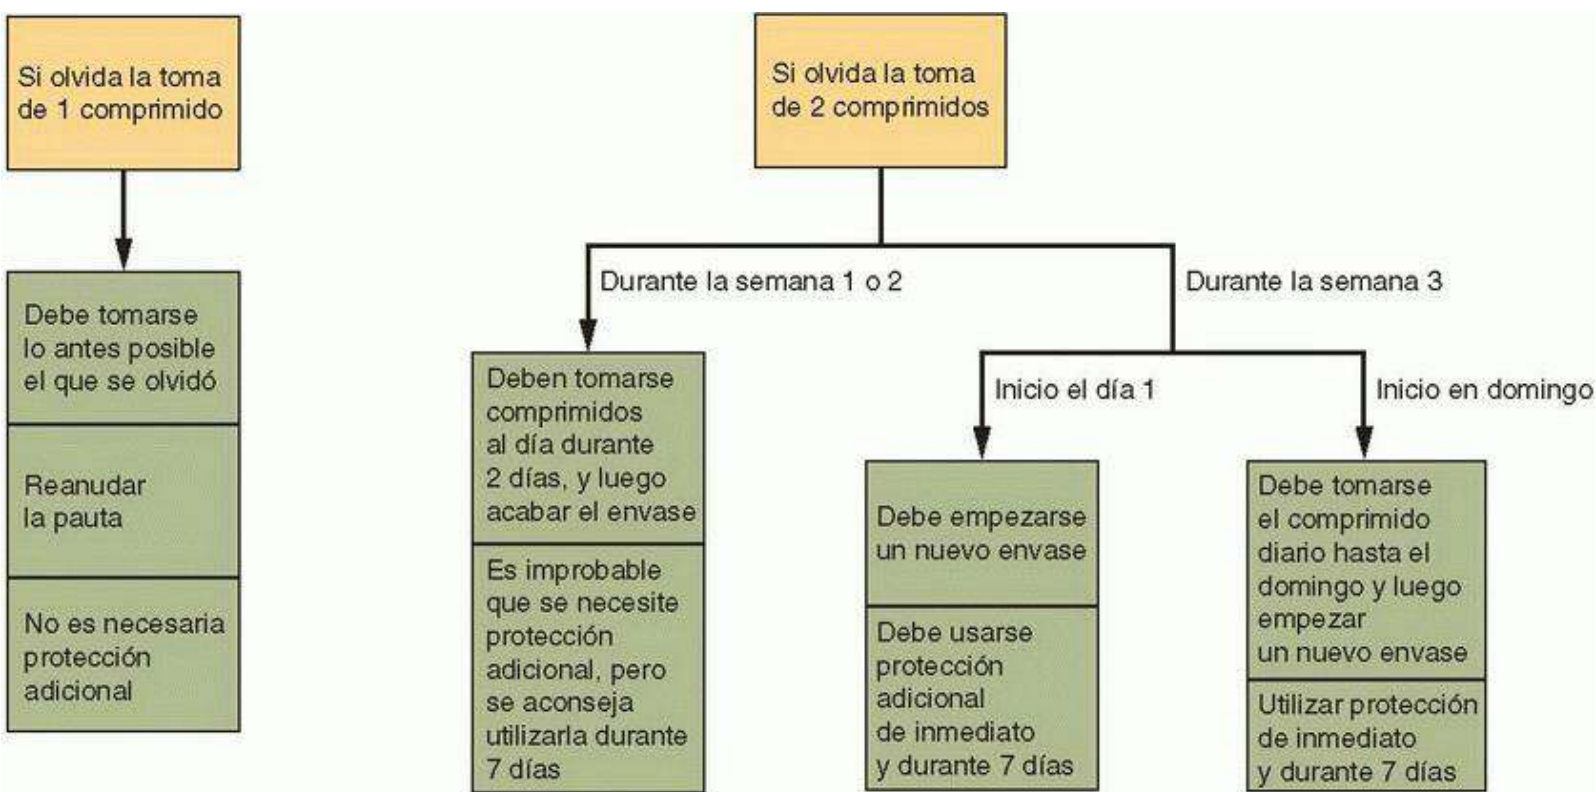 Si olvida la toma
de 1 comprimido
Debe tomarse
lo antes posible
el que se olvidó
Reanudar
la pauta
No es necesaria
protección
adicional
Si olvida la toma
de 2 comprimidos
Durante la semana 1 o 2
Deben tomarse
comprimidos
al día durante
2 días, y luego
acabar el envase
Es improbable
que se necesite
protección
adicional, pero
se aconseja
utilizarla durante
7 días
Durante la semana 3
Inicio el día 1
Debe empezarse
un nuevo envase
Debe usarse
protección
adicional
de inmediato
y durante 7 días
Inicio en domingo
Debe tomarse
el comprimido
diario hasta el
domingo y luego
empezar
un nuevo envase
Utilizar protección
de inmediato
y durante 7 días